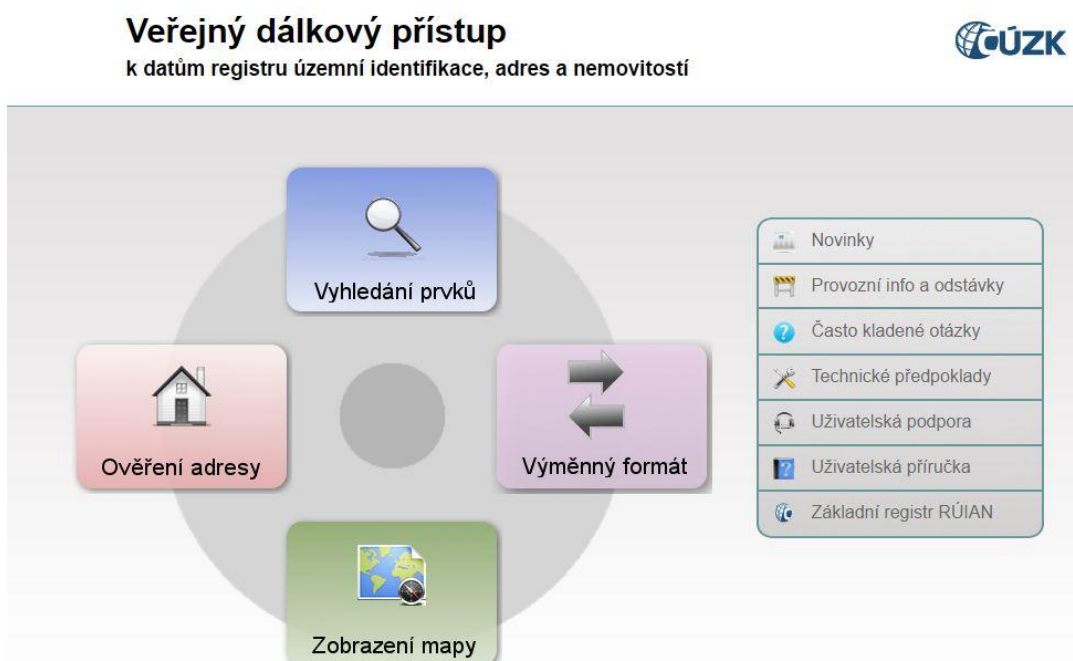 Veřejný dálkový přístup
k datům registru územní identifikace, adres a nemovitostí
ČÚZK
Vyhledání prvků
Ověření adresy
Výměnný formát
Zobrazení mapy
Novinky
Provozní info a odstávky
Často kladené otázky
Technické předpoklady
Uživatelská podpora
Uživatelská příručka
Základní registr RÚIAN